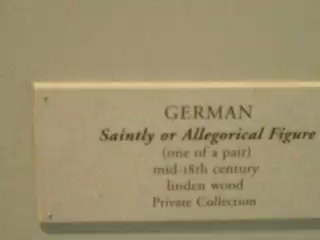 GERMAN
Saintly or Allegorical Figure
(one of a pair)
mid-18th century
linden wood
Private Collection